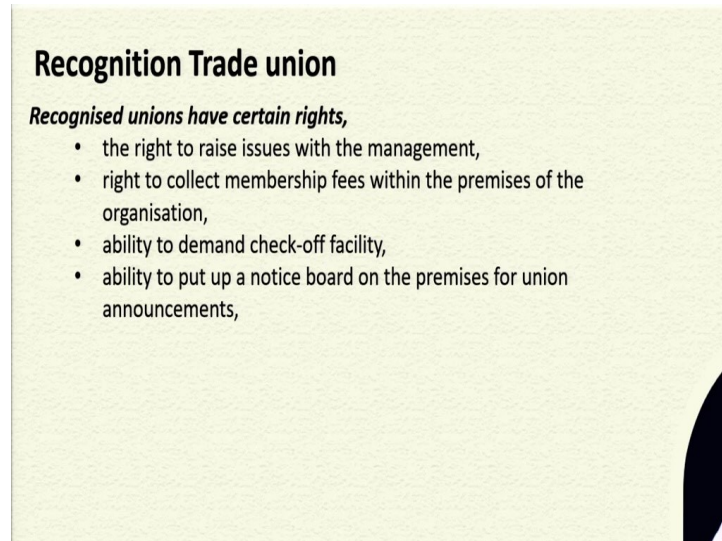 Recognition Trade union
Recognised unions have certain rights,
• the right to raise issues with the management,
• right to collect membership fees within the premises of the
organisation,
• ability to demand check-off facility,
• ability to put up a notice board on the premises for union
announcements,